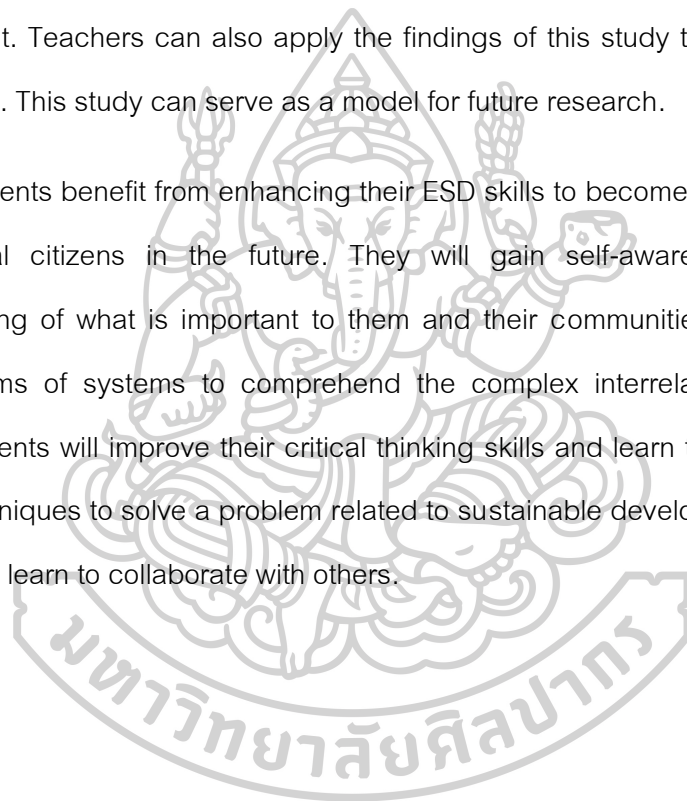 t. Teachers can also apply the findings of this study t
. This study can serve as a model for future research.
ents benefit from enhancing their ESD skills to become
l citizens in the future. They will gain self-aware
ng of what is important to them and their communitie
ms of systems to comprehend the complex interrela
ents will improve their critical thinking skills and learn t
niques to solve a problem related to sustainable develo
learn to collaborate with others.
มหาวิทยาลัยศิลปากร